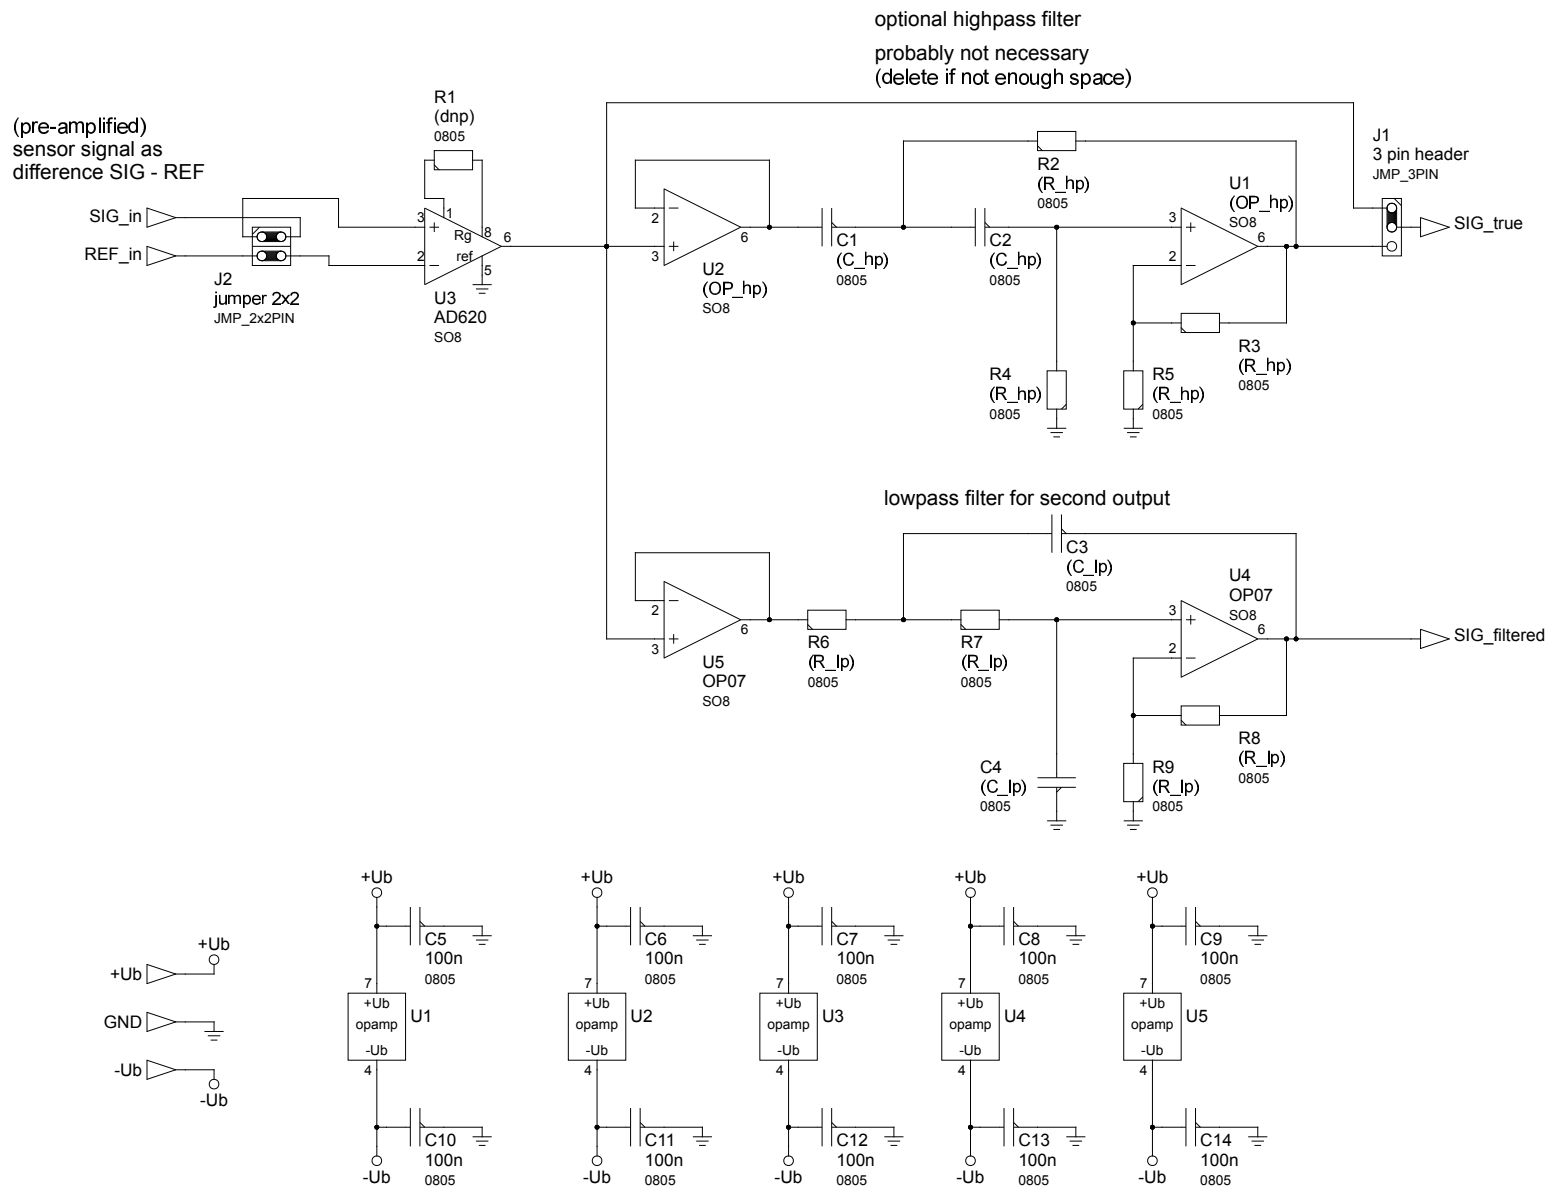 optional highpass filter
probably not necessary
(delete if not enough space)
(pre-amplified)
sensor signal as
difference SIG - REF
SIG_in
REF_in
J2
jumper 2x2
JMP_2x2PIN
R1
(dnp)
0805
3
1
+
Rg
8
6
ref
2
−
5
U3
AD620
SO8
2
−
6
+
3
U2
(OP_hp)
SO8
C1
(C_hp)
0805
R2
(R_hp)
0805
C2
(C_hp)
0805
U1
(OP_hp)
SO8
3
+
6
2
−
R3
(R_hp)
0805
R4
(R_hp)
0805
R5
(R_hp)
0805
J1
3 pin header
JMP_3PIN
SIG_true
lowpass filter for second output
2
−
6
+
3
U5
OP07
SO8
R6
(R_lp)
0805
C3
(C_lp)
0805
R7
(R_lp)
0805
U4
OP07
SO8
3
+
6
2
−
SIG_filtered
R8
(R_lp)
0805
C4
(C_lp)
0805
R9
(R_lp)
0805
+Ub
+Ub
GND
-Ub
-Ub
+Ub
C5
100n
0805
7
+Ub
opamp
-Ub
U1
4
C10
100n
0805
-Ub
+Ub
C6
100n
0805
7
+Ub
opamp
-Ub
U2
4
C11
100n
0805
-Ub
+Ub
C7
100n
0805
7
+Ub
opamp
-Ub
U3
4
C12
100n
0805
-Ub
+Ub
C8
100n
0805
7
+Ub
opamp
-Ub
U4
4
C13
100n
0805
-Ub
+Ub
C9
100n
0805
7
+Ub
opamp
-Ub
U5
4
C14
100n
0805
-Ub